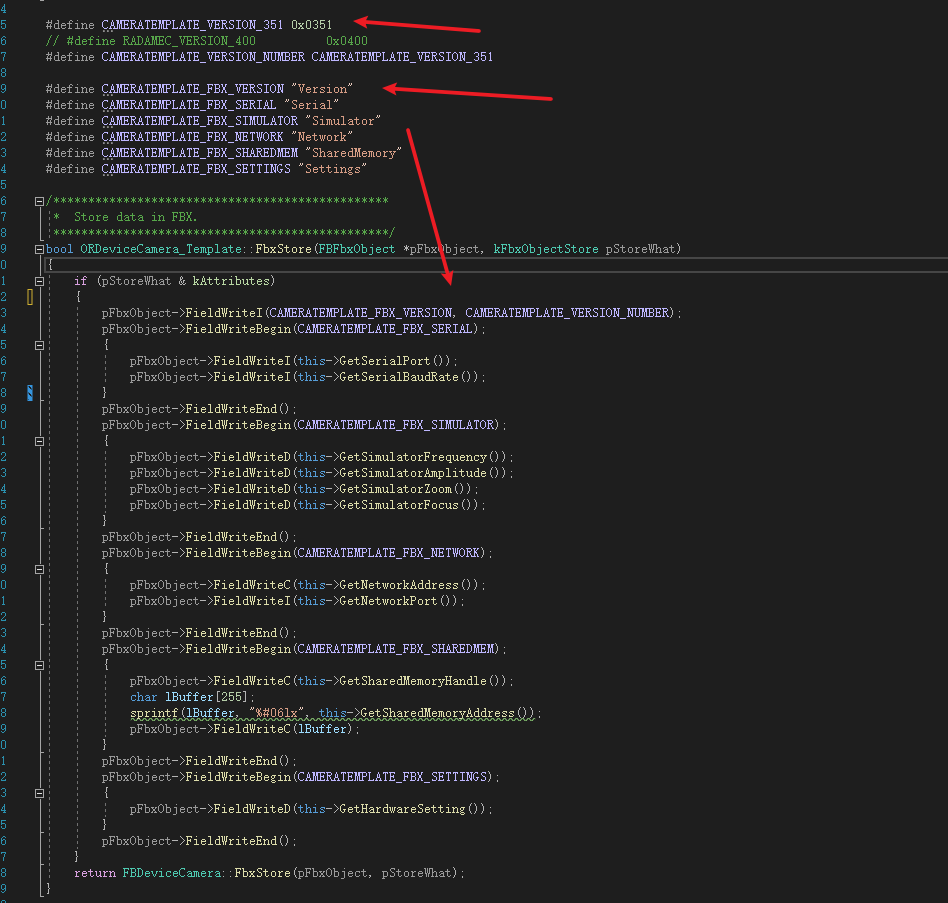 4
5 #define CAMERATEMPLATE_VERSION_351 0x0351
6 // #define RADAMEC_VERSION_400 0x0400
7 #define CAMERATEMPLATE_VERSION_NUMBER CAMERATEMPLATE_VERSION_351
8
9 #define CAMERATEMPLATE_FBX_VERSION "Version"
0 #define CAMERATEMPLATE_FBX_SERIAL "Serial"
1 #define CAMERATEMPLATE_FBX_SIMULATOR "Simulator"
2 #define CAMERATEMPLATE_FBX_NETWORK "Network"
3 #define CAMERATEMPLATE_FBX_SHAREDMEM "SharedMemory"
4 #define CAMERATEMPLATE_FBX_SETTINGS "Settings"
5
6 /************************************************
7 * Store data in FBX.
8 ************************************************/
9 bool ORDeviceCamera_Template::FbxStore(FBFbxObject *pFbxObject, kFbxObjectStore pStoreWhat)
0 {
1 if (pStoreWhat & kAttributes)
2 {
3 pFbxObject->FieldWriteI(CAMERATEMPLATE_FBX_VERSION, CAMERATEMPLATE_VERSION_NUMBER);
4 pFbxObject->FieldWriteBegin(CAMERATEMPLATE_FBX_SERIAL);
5 {
6 pFbxObject->FieldWriteI(this->GetSerialPort());
7 pFbxObject->FieldWriteI(this->GetSerialBaudRate());
8 }
9 pFbxObject->FieldWriteEnd();
0 pFbxObject->FieldWriteBegin(CAMERATEMPLATE_FBX_SIMULATOR);
1 {
2 pFbxObject->FieldWriteD(this->GetSimulatorFrequency());
3 pFbxObject->FieldWriteD(this->GetSimulatorAmplitude());
4 pFbxObject->FieldWriteD(this->GetSimulatorZoom());
5 pFbxObject->FieldWriteD(this->GetSimulatorFocus());
6 }
7 pFbxObject->FieldWriteEnd();
8 pFbxObject->FieldWriteBegin(CAMERATEMPLATE_FBX_NETWORK);
9 {
0 pFbxObject->FieldWriteC(this->GetNetworkAddress());
1 pFbxObject->FieldWriteI(this->GetNetworkPort());
2 }
3 pFbxObject->FieldWriteEnd();
4 pFbxObject->FieldWriteBegin(CAMERATEMPLATE_FBX_SHAREDMEM);
5 {
6 pFbxObject->FieldWriteC(this->GetSharedMemoryHandle());
7 char lBuffer[255];
8 sprintf(lBuffer, "%#06lx", this->GetSharedMemoryAddress());
9 pFbxObject->FieldWriteC(lBuffer);
0 }
1 pFbxObject->FieldWriteEnd();
2 pFbxObject->FieldWriteBegin(CAMERATEMPLATE_FBX_SETTINGS);
3 {
4 pFbxObject->FieldWriteD(this->GetHardwareSetting());
5 }
6 pFbxObject->FieldWriteEnd();
7 }
8 return FBDeviceCamera::FbxStore(pFbxObject, pStoreWhat);
9 }